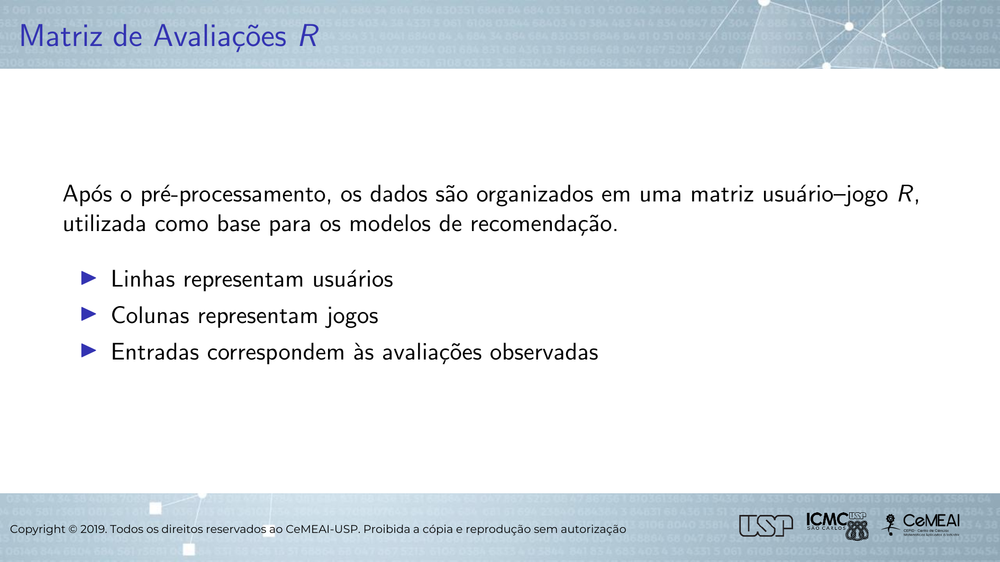 Matriz de Avaliações R
Após o pré-processamento, os dados são organizados em uma matriz usuário–jogo R,
utilizada como base para os modelos de recomendação.
Linhas representam usuários
Colunas representam jogos
Entradas correspondem às avaliações observadas
Copyright © 2019. Todos os direitos reservados ao CeMEAI-USP. Proibida a cópia e reprodução sem autorização
USP
ICMC USP
SÃO CARLOS
CeMEAI
CEPID - Centro de Ciências
Matemáticas Aplicadas à Indústria